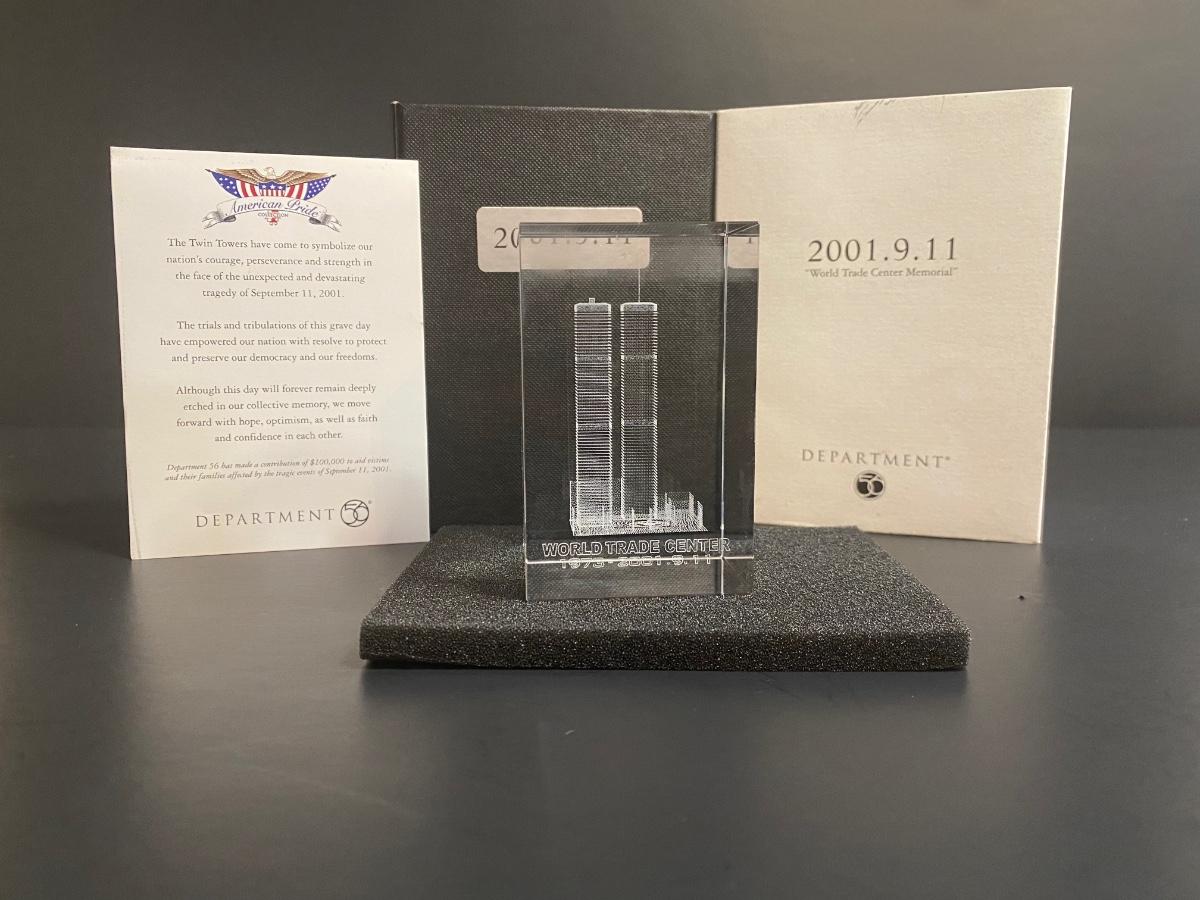 American Pride
COLLECTION
The Twin Towers have come to symbolize our
nation's courage, perseverance and strength in
the face of the unexpected and devastating
tragedy of September 11, 2001.
The trials and tribulations of this grave day
have empowered our nation with resolve to protect
and preserve our democracy and our freedoms.
Although this day will forever remain deeply
etched in our collective memory, we move
forward with hope, optimism, as well as faith
and confidence in each other.
Department 56 has made a contribution of $100,000 to aid victims
and their families affected by the tragic events of September 11, 2001.
DEPARTMENT 56®
2001.9.11
WORLD TRADE CENTER
1973 - 2001.9.11
2001.9.11
"World Trade Center Memorial"
DEPARTMENT®
56